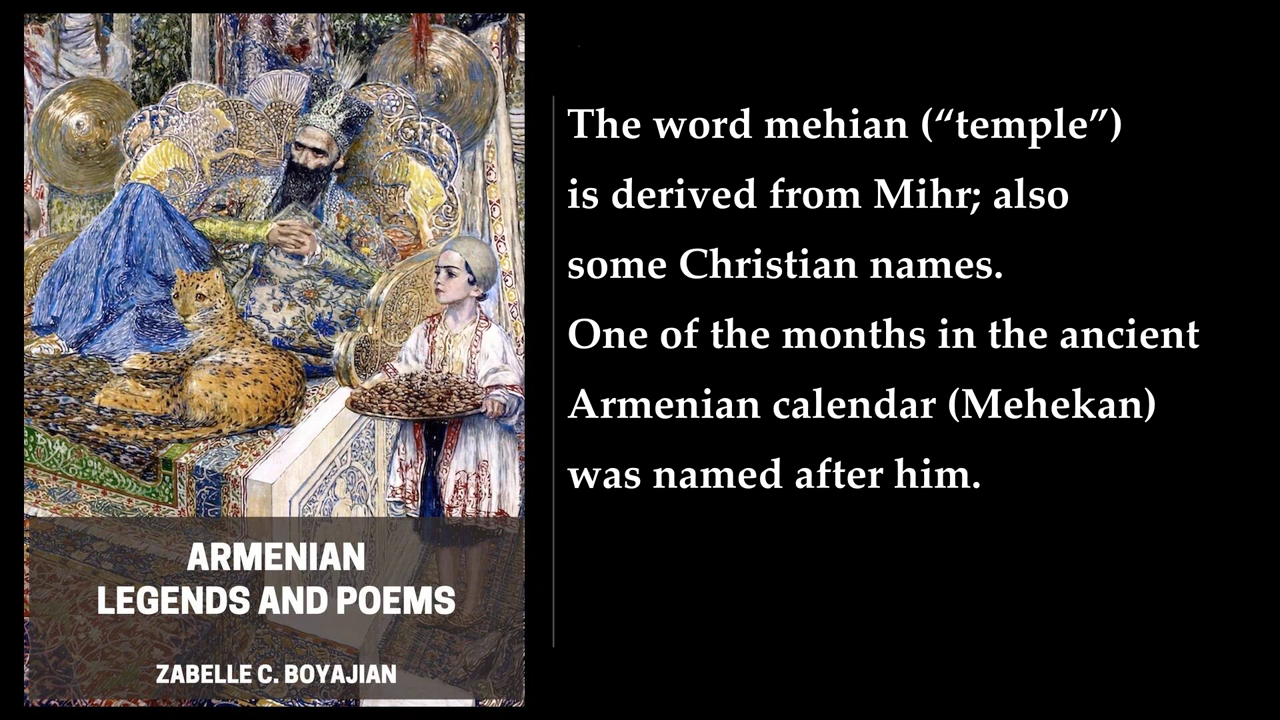 The word mehian (“temple”)
is derived from Mihr; also
some Christian names.
One of the months in the ancient
Armenian calendar (Mehekan)
was named after him.
ARMENIAN
LEGENDS AND POEMS
ZABELLE C. BOYAJIAN